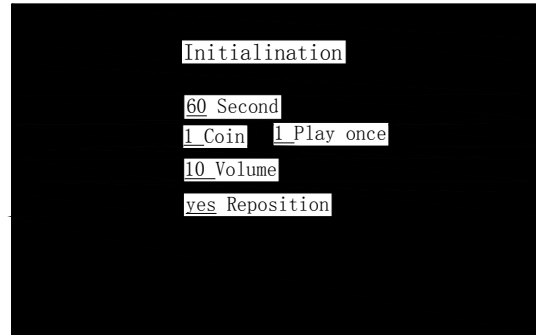 Initialination
60 Second
1 Coin 1 Play once
10 Volume
yes Reposition